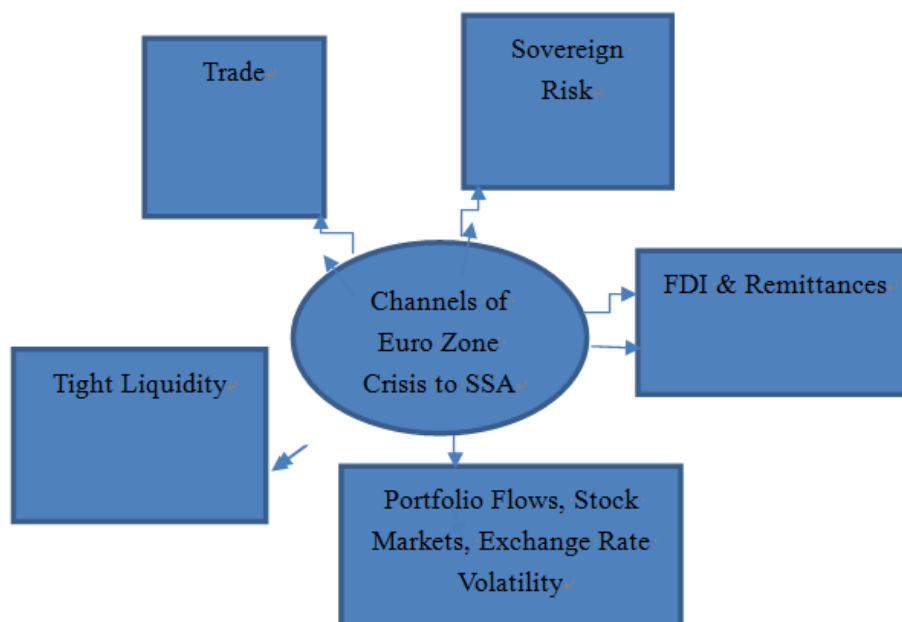 Trade
Sovereign
Risk
Channels of
Euro Zone
Crisis to SSA
FDI & Remittances
Tight Liquidity
Portfolio Flows, Stock
Markets, Exchange Rate
Volatility